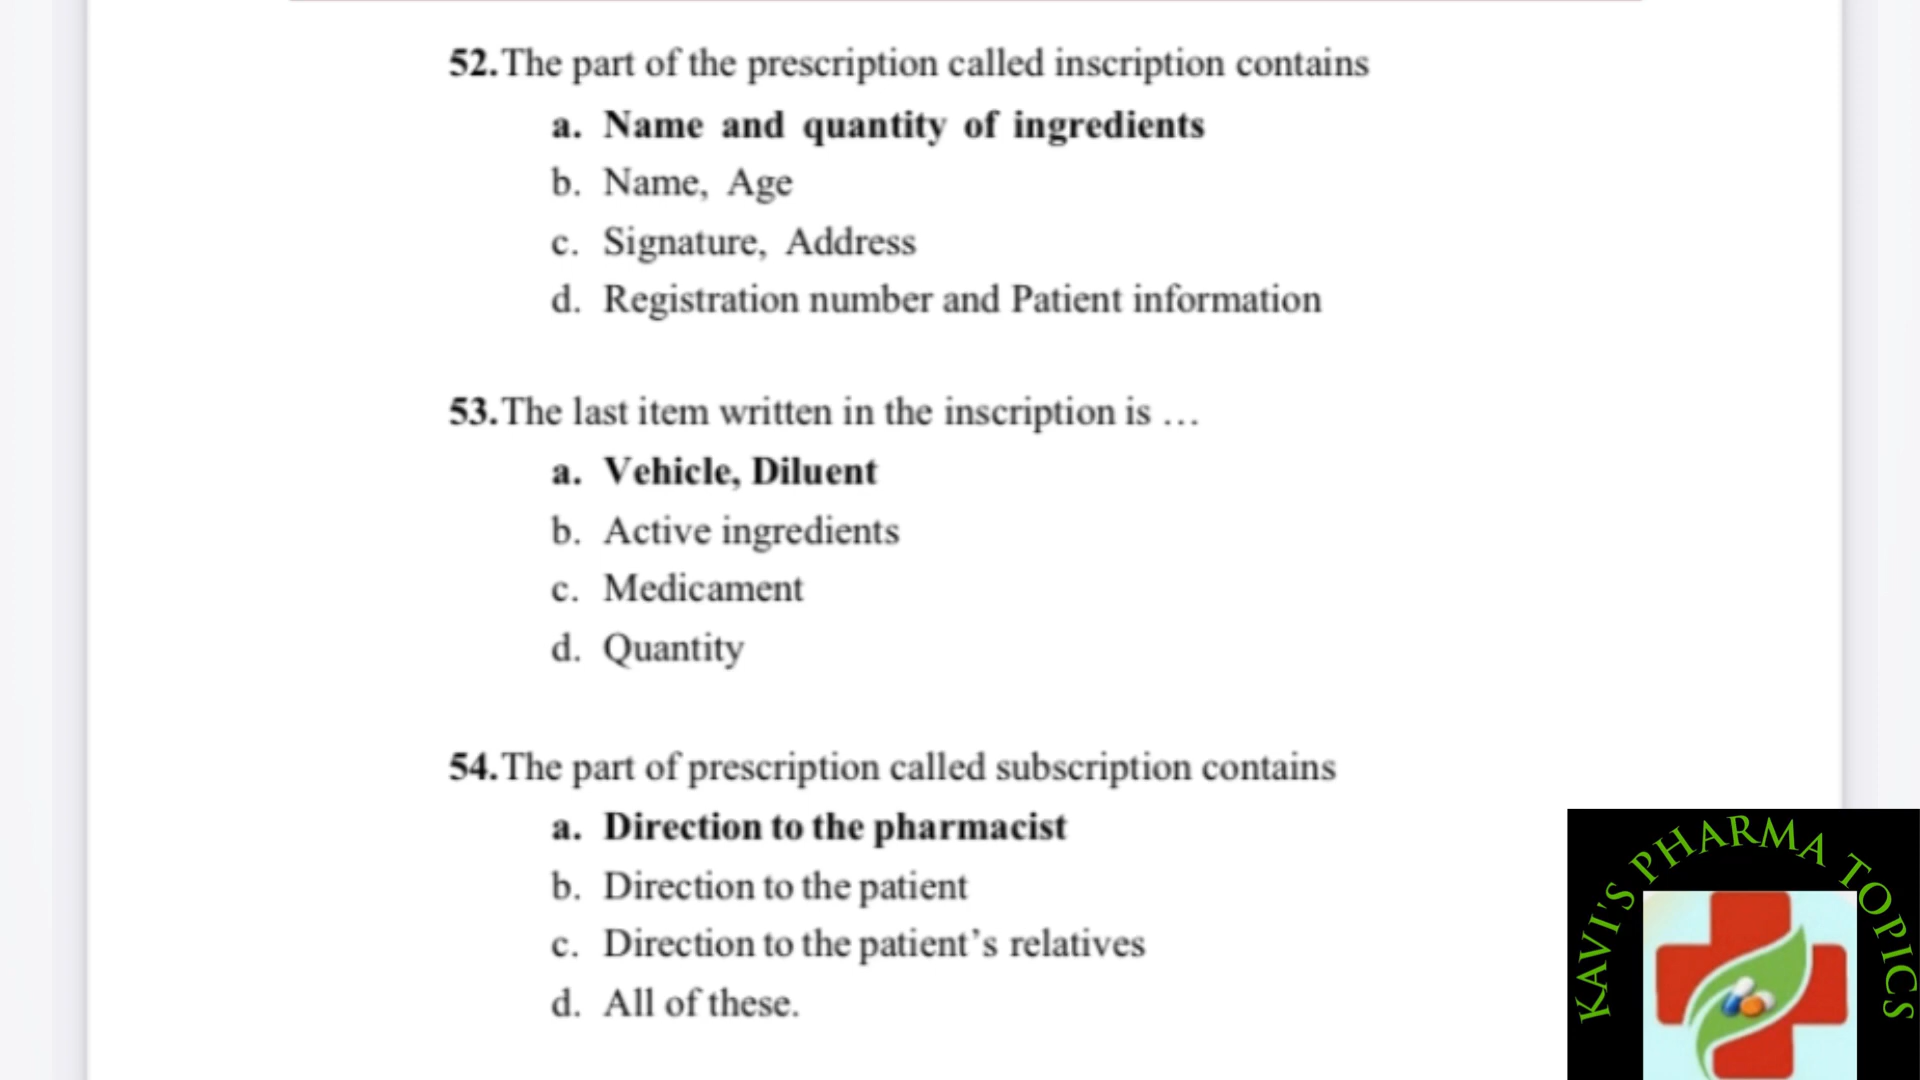 52.The part of the prescription called inscription contains
a. Name and quantity of ingredients
b. Name, Age
c. Signature, Address
d. Registration number and Patient information
53.The last item written in the inscription is …
a. Vehicle, Diluent
b. Active ingredients
c. Medicament
d. Quantity
54.The part of prescription called subscription contains
a. Direction to the pharmacist
b. Direction to the patient
c. Direction to the patient’s relatives
d. All of these.
KAVI'S PHARMA TOPICS